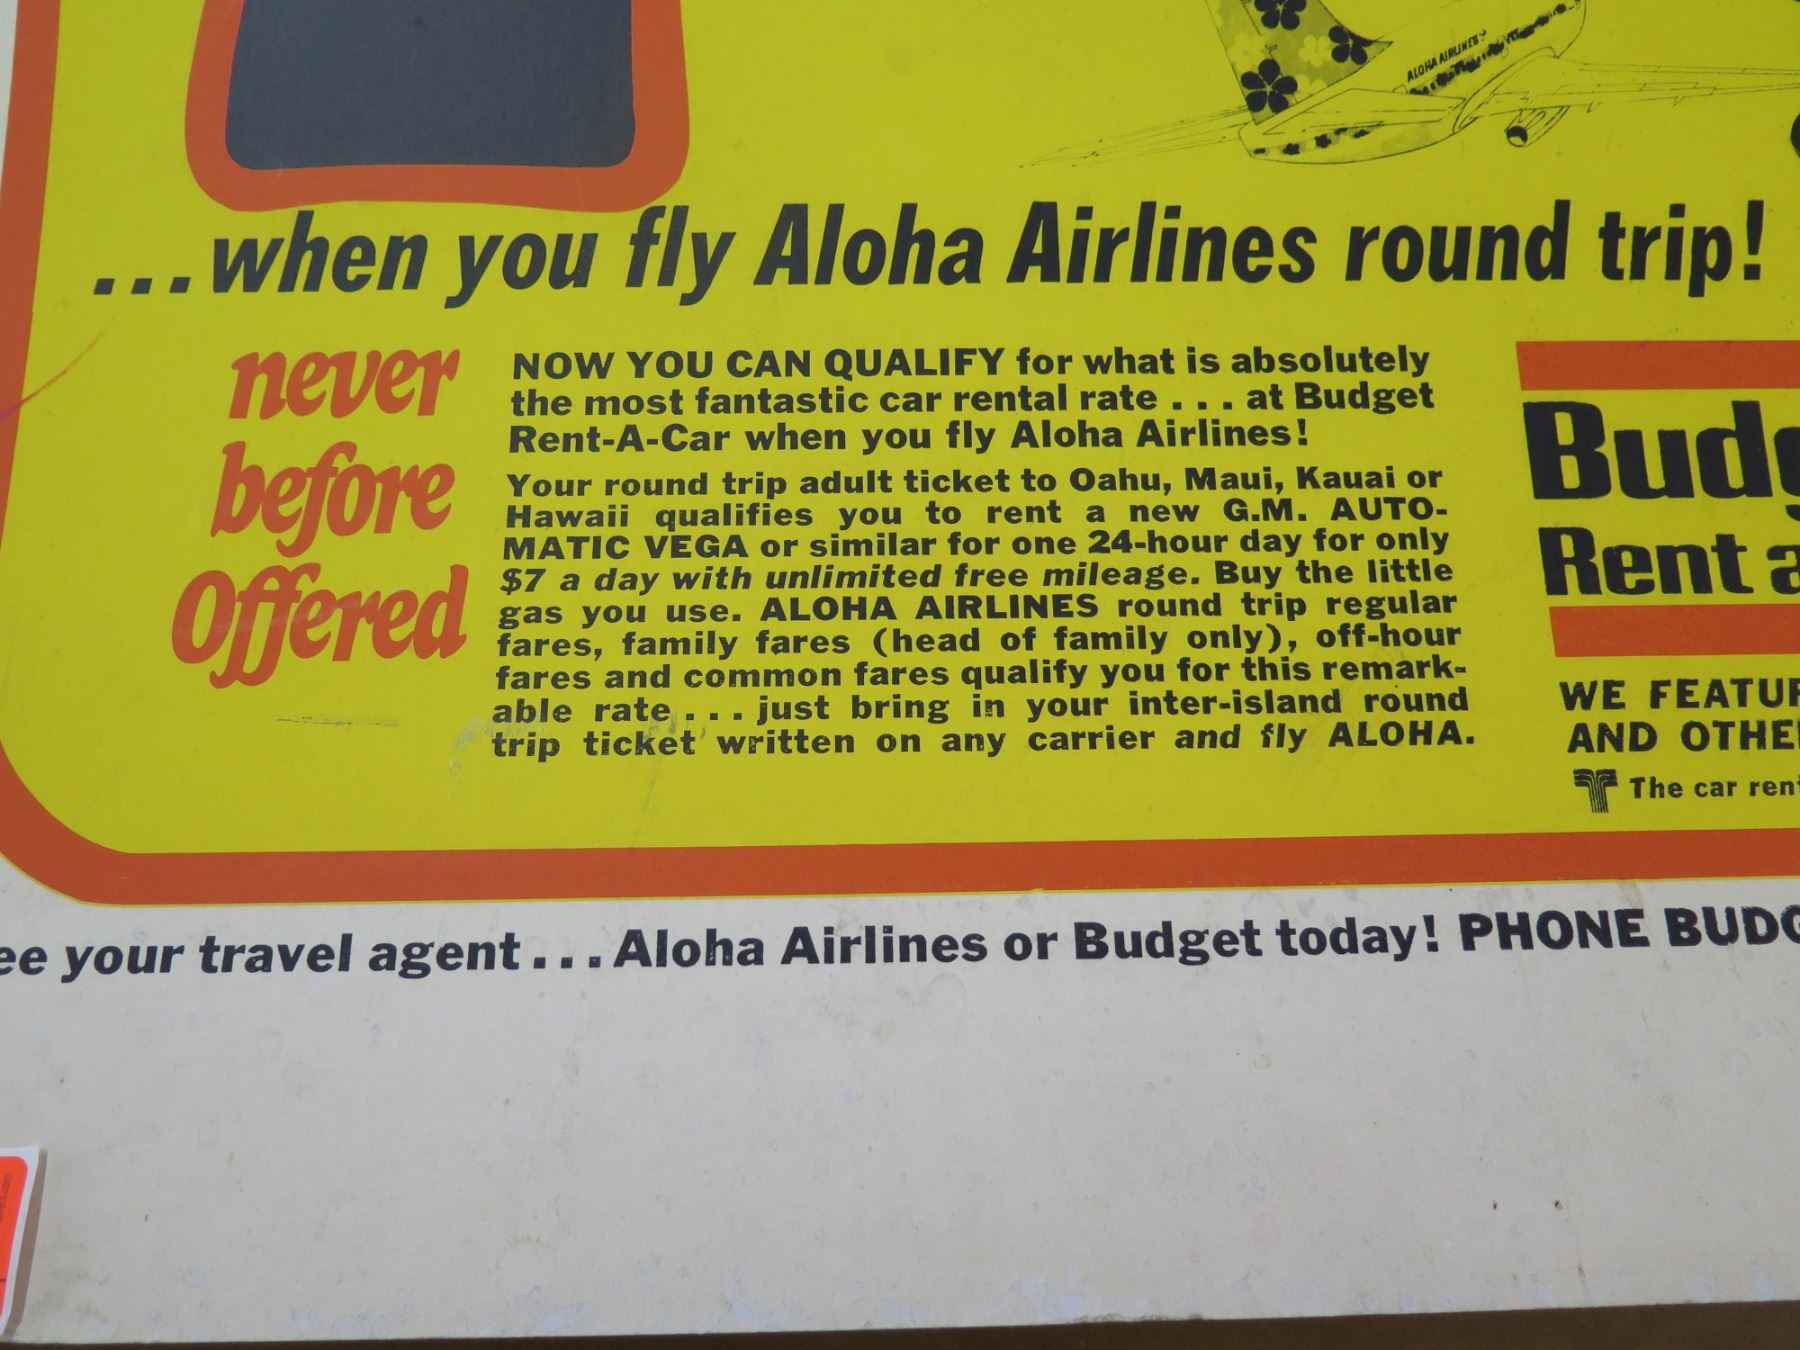 ALOHA AIRLINES
...when you fly Aloha Airlines round trip!
never
before
Offered
NOW YOU CAN QUALIFY for what is absolutely
the most fantastic car rental rate . . . at Budget
Rent-A-Car when you fly Aloha Airlines!
Your round trip adult ticket to Oahu, Maui, Kauai or
Hawaii qualifies you to rent a new G.M. AUTO-
MATIC VEGA or similar for one 24-hour day for only
$7 a day with unlimited free mileage. Buy the little
gas you use. ALOHA AIRLINES round trip regular
fares, family fares (head of family only), off-hour
fares and common fares qualify you for this remark-
able rate . . . just bring in your inter-island round
trip ticket written on any carrier and fly ALOHA.
Budg
Rent a
WE FEATUR
AND OTHE
The car ren
ee your travel agent . . . Aloha Airlines or Budget today! PHONE BUDG